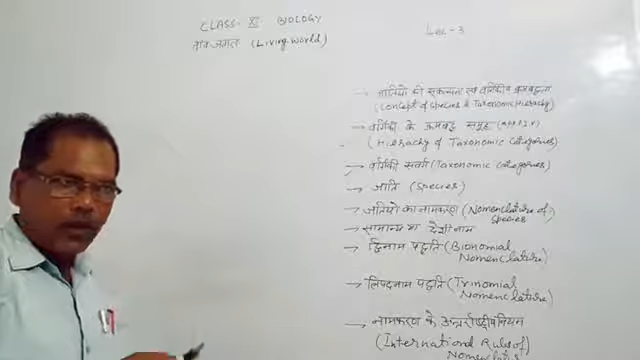 CLASS- XI BIOLOGY
जीव जगत (Living World)
Lec-3
→ जातियों की संकल्पना एवं वर्गिकीय क्रमबद्धता
(Concept of Species & Taxonomic Hierarchy)
→ वर्गिकी के क्रमबद्ध समूह
(Hierachy of Taxonomic Categories)
→ वर्गिकी संवर्ग (Taxonomic Categories)
→ जाति (Species)
→ जातियों का नामकरण (Nomenclature of Species)
→ सामान्य या देशी नाम
→ द्विनाम पद्धति (Bionomial
Nomenclature)
→ त्रिपदनाम पद्धति (Trinomial
Nomenclature)
→ नामकरण के अन्तर्राष्ट्रीय नियम
(International Rules of